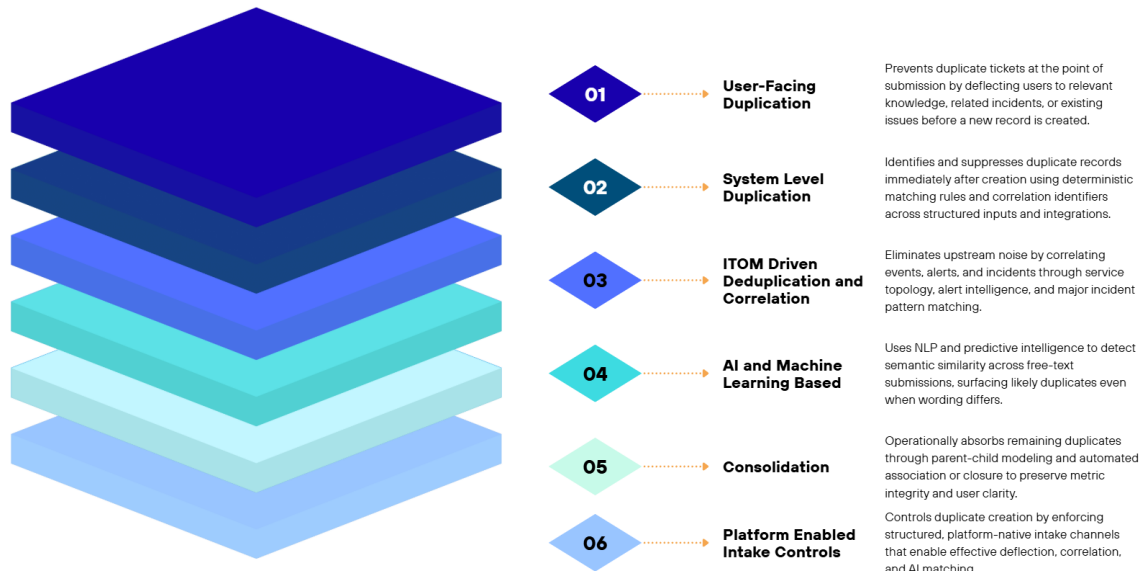 01
User-Facing
Duplication
Prevents duplicate tickets at the point of
submission by deflecting users to relevant
knowledge, related incidents, or existing
issues before a new record is created.
02
System Level
Duplication
Identifies and suppresses duplicate records
immediately after creation using deterministic
matching rules and correlation identifiers
across structured inputs and integrations.
03
ITOM Driven
Deduplication and
Correlation
Eliminates upstream noise by correlating
events, alerts, and incidents through service
topology, alert intelligence, and major incident
pattern matching.
04
AI and Machine
Learning Based
Uses NLP and predictive intelligence to detect
semantic similarity across free-text
submissions, surfacing likely duplicates even
when wording differs.
05
Consolidation
Operationally absorbs remaining duplicates
through parent-child modeling and automated
association or closure to preserve metric
integrity and user clarity.
06
Platform Enabled
Intake Controls
Controls duplicate creation by enforcing
structured, platform-native intake channels
that enable effective deflection, correlation,
and AI matching.